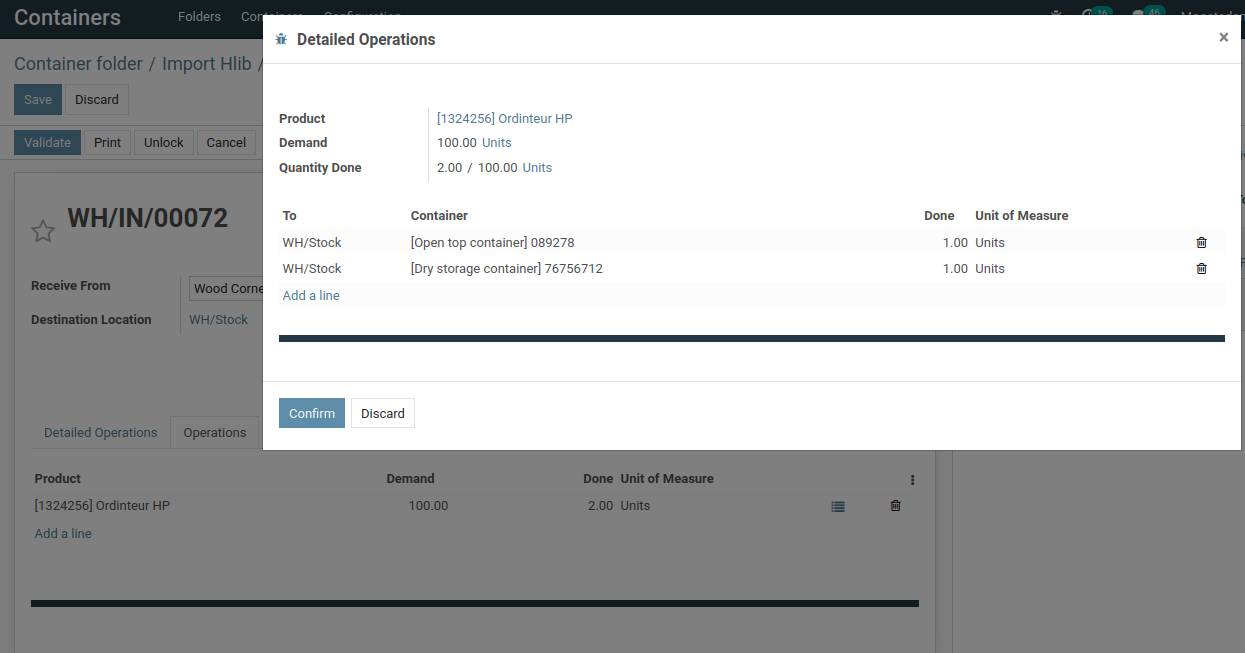 Containers Folders
16 46
Container folder / Import Hlib /
Save Discard
Validate Print Unlock Cancel
WH/IN/00072
Receive From Wood Corne
Destination Location WH/Stock
Detailed Operations
×
Product [1324256] Ordinteur HP
Demand 100.00 Units
Quantity Done 2.00 / 100.00 Units
To Container Done Unit of Measure
WH/Stock [Open top container] 089278 1.00 Units
WH/Stock [Dry storage container] 76756712 1.00 Units
Add a line
Confirm Discard
Detailed Operations Operations
Product Demand Done Unit of Measure
[1324256] Ordinteur HP 100.00 2.00 Units
Add a line